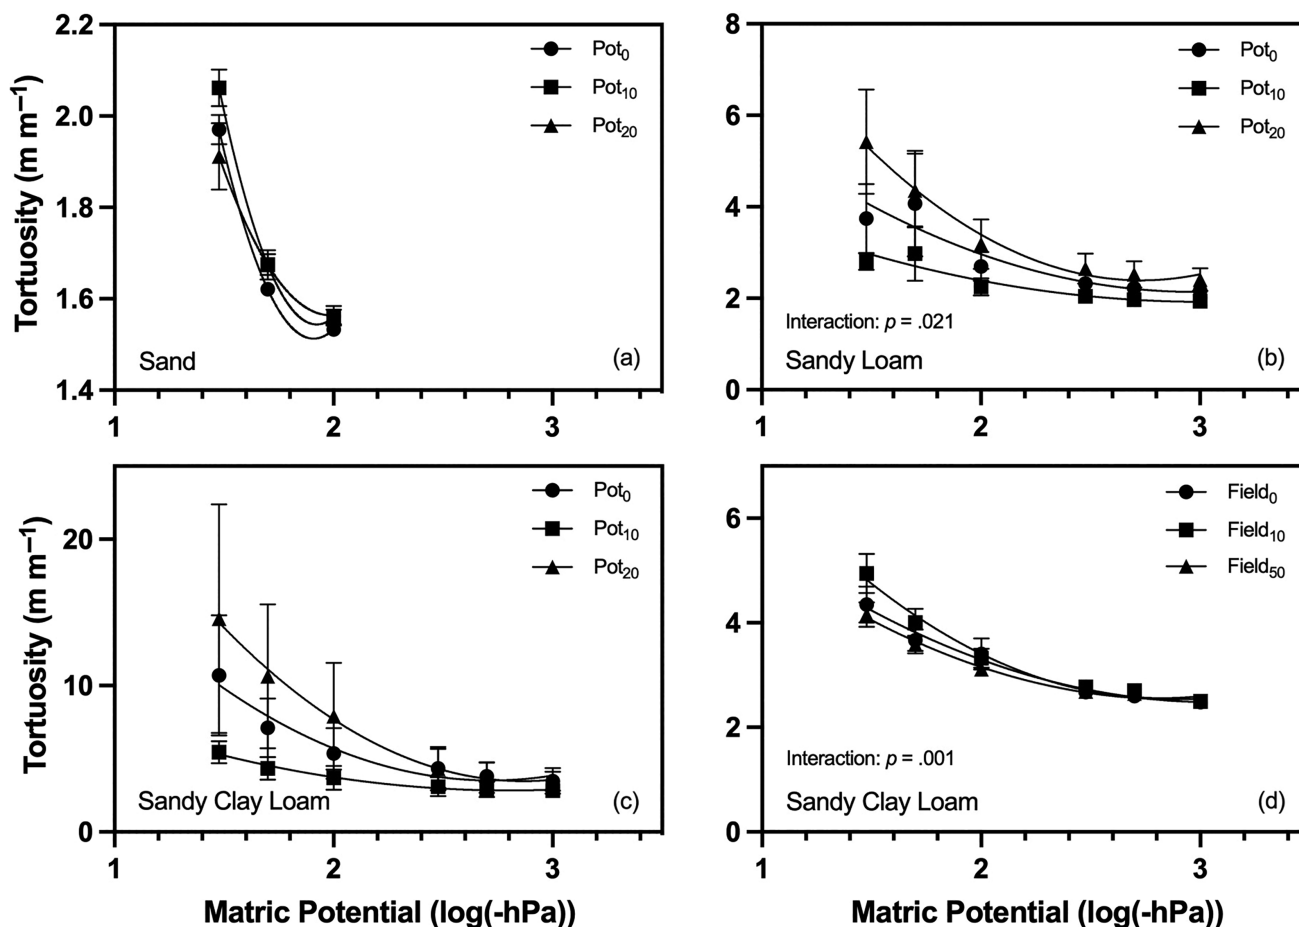 Tortuosity (m m⁻¹)
2.2
2.0
1.8
1.6
1.4
Pot₀
Pot₁₀
Pot₂₀
Sand
(a)
1 2 3
8
6
4
2
0
Pot₀
Pot₁₀
Pot₂₀
Interaction: p = .021
Sandy Loam
(b)
1 2 3
Tortuosity (m m⁻¹)
20
10
0
Pot₀
Pot₁₀
Pot₂₀
Sandy Clay Loam
(c)
1 2 3
Matric Potential (log(-hPa))
6
4
2
0
Field₀
Field₁₀
Field₅₀
Interaction: p = .001
Sandy Clay Loam
(d)
1 2 3
Matric Potential (log(-hPa))